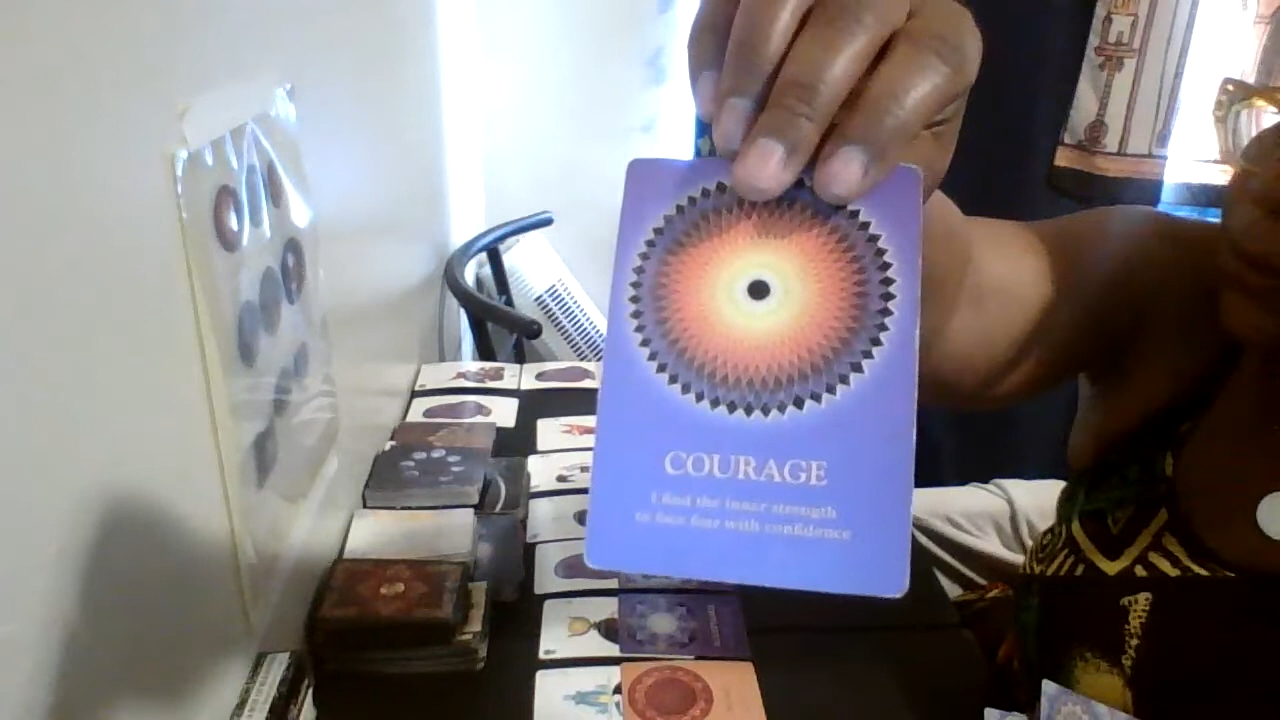 COURAGE
I find the inner strength
to face fear with confidence